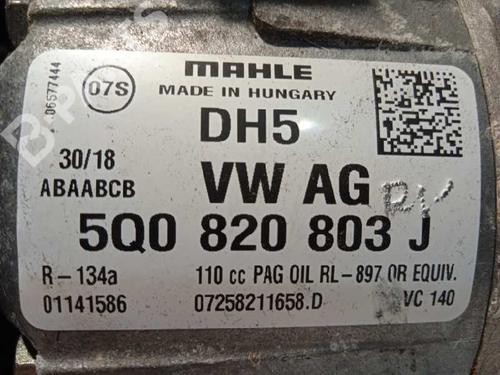 MAHLE
MADE IN HUNGARY
06577444
07S
DH5
30/18
ABAABCB
VW AG
5Q0 820 803 J
R-134a
110 cc PAG OIL RL-897 OR EQUIV.
01141586
07258211658.D
VC 140